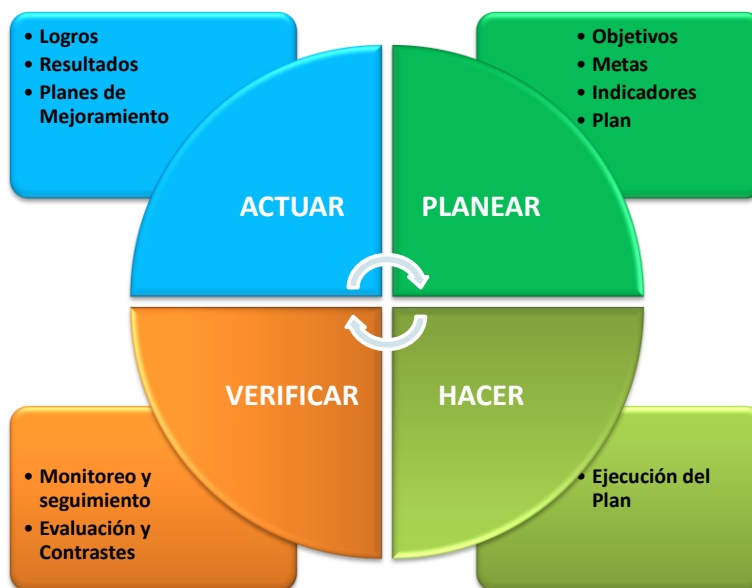 • Logros
• Resultados
• Planes de
Mejoramiento
• Objetivos
• Metas
• Indicadores
• Plan
ACTUAR
PLANEAR
VERIFICAR
HACER
• Monitoreo y
seguimiento
• Evaluación y
Contrastes
• Ejecución del
Plan